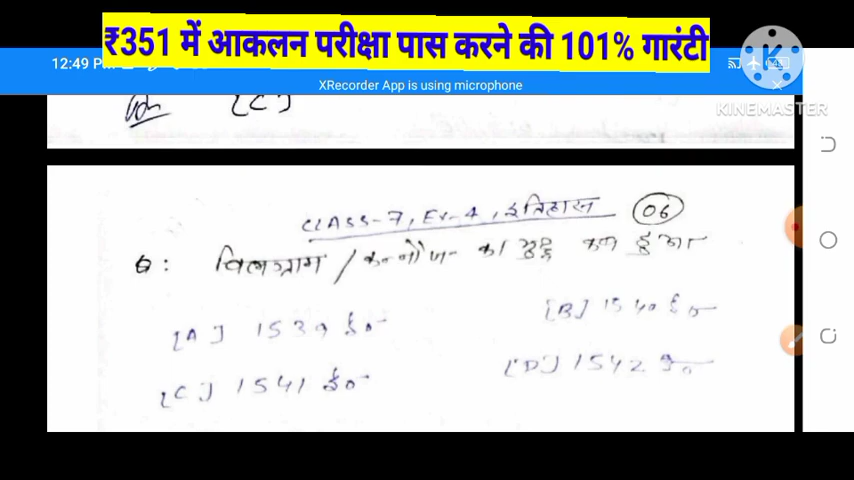 ₹351 में आकलन परीक्षा पास करने की 101% गारंटी
12:49 P
XRecorder App is using microphone
KINEMASTER
[C]
CLASS-7, Ex-4, इतिहास 06
Q: विलग्राम / कन्नौज का युद्ध कब हुआ
[A] 1539 ई०
[B] 1540 ई०
[C] 1541 ई०
[D] 1542 ई०